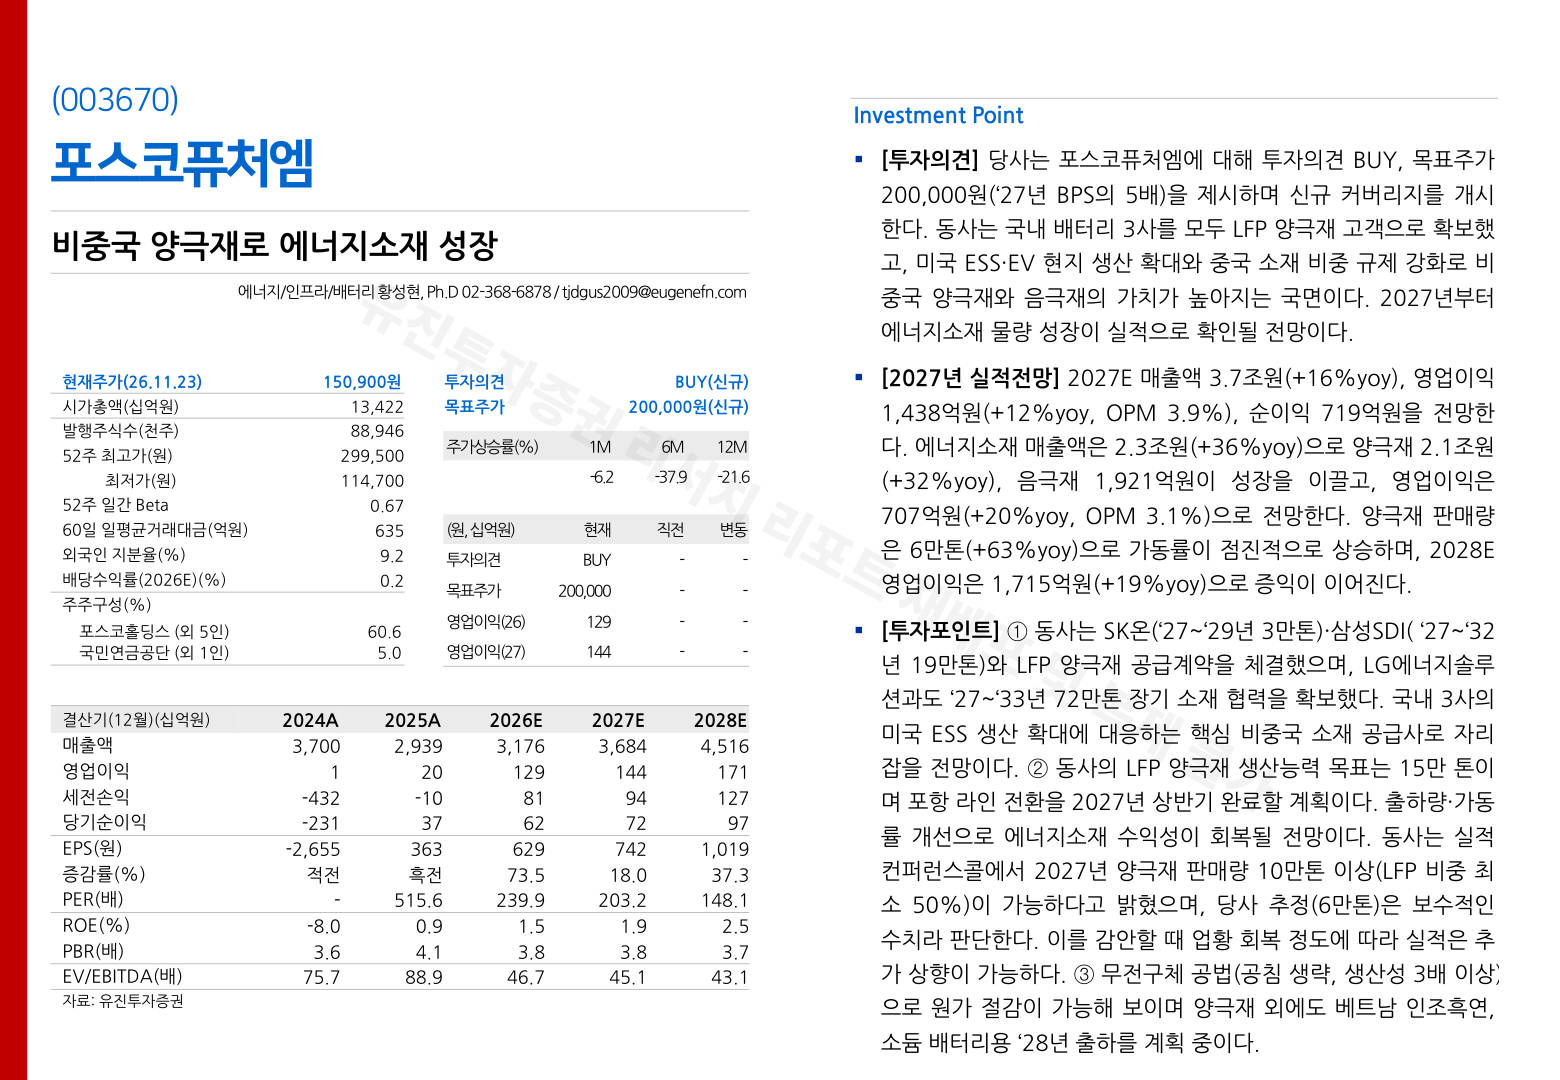 (003670)
포스코퓨처엠
비중국 양극재로 에너지소재 성장
에너지/인프라/배터리 황성현, Ph.D 02-368-6878 / tjdgus2009@eugenefn.com
현재주가(26.11.23) 150,900원
시가총액(십억원) 13,422
발행주식수(천주) 88,946
52주 최고가(원) 299,500
최저가(원) 114,700
52주 일간 Beta 0.67
60일 일평균거래대금(억원) 635
외국인 지분율(%) 9.2
배당수익률(2026E)(%) 0.2
주주구성(%)
포스코홀딩스 (외 5인) 60.6
국민연금공단 (외 1인) 5.0
투자의견 BUY(신규)
목표주가 200,000원(신규)
주가상승률(%) 1M 6M 12M
-6.2 -37.9 -21.6
(원, 십억원) 현재 직전 변동
투자의견 BUY - -
목표주가 200,000 - -
영업이익(26) 129 - -
영업이익(27) 144 - -
결산기(12월)(십억원) 2024A 2025A 2026E 2027E 2028E
매출액 3,700 2,939 3,176 3,684 4,516
영업이익 1 20 129 144 171
세전손익 -432 -10 81 94 127
당기순이익 -231 37 62 72 97
EPS(원) -2,655 363 629 742 1,019
증감률(%) 적전 흑전 73.5 18.0 37.3
PER(배) - 515.6 239.9 203.2 148.1
ROE(%) -8.0 0.9 1.5 1.9 2.5
PBR(배) 3.6 4.1 3.8 3.8 3.7
EV/EBITDA(배) 75.7 88.9 46.7 45.1 43.1
자료: 유진투자증권
Investment Point
▪ [투자의견] 당사는 포스코퓨처엠에 대해 투자의견 BUY, 목표주가
200,000원(‘27년 BPS의 5배)을 제시하며 신규 커버리지를 개시
한다. 동사는 국내 배터리 3사를 모두 LFP 양극재 고객으로 확보했
고, 미국 ESS·EV 현지 생산 확대와 중국 소재 비중 규제 강화로 비
중국 양극재와 음극재의 가치가 높아지는 국면이다. 2027년부터
에너지소재 물량 성장이 실적으로 확인될 전망이다.
▪ [2027년 실적전망] 2027E 매출액 3.7조원(+16%yoy), 영업이익
1,438억원(+12%yoy, OPM 3.9%), 순이익 719억원을 전망한
다. 에너지소재 매출액은 2.3조원(+36%yoy)으로 양극재 2.1조원
(+32%yoy), 음극재 1,921억원이 성장을 이끌고, 영업이익은
707억원(+20%yoy, OPM 3.1%)으로 전망한다. 양극재 판매량
은 6만톤(+63%yoy)으로 가동률이 점진적으로 상승하며, 2028E
영업이익은 1,715억원(+19%yoy)으로 증익이 이어진다.
▪ [투자포인트] ① 동사는 SK온(‘27~‘29년 3만톤)·삼성SDI( ‘27~‘32
년 19만톤)와 LFP 양극재 공급계약을 체결했으며, LG에너지솔루
션과도 ‘27~‘33년 72만톤 장기 소재 협력을 확보했다. 국내 3사의
미국 ESS 생산 확대에 대응하는 핵심 비중국 소재 공급사로 자리
잡을 전망이다. ② 동사의 LFP 양극재 생산능력 목표는 15만 톤이
며 포항 라인 전환을 2027년 상반기 완료할 계획이다. 출하량·가동
률 개선으로 에너지소재 수익성이 회복될 전망이다. 동사는 실적
컨퍼런스콜에서 2027년 양극재 판매량 10만톤 이상(LFP 비중 최
소 50%)이 가능하다고 밝혔으며, 당사 추정(6만톤)은 보수적인
수치라 판단한다. 이를 감안할 때 업황 회복 정도에 따라 실적은 추
가 상향이 가능하다. ③ 무전구체 공법(공침 생략, 생산성 3배 이상)
으로 원가 절감이 가능해 보이며 양극재 외에도 베트남 인조흑연,
소듐 배터리용 ‘28년 출하를 계획 중이다.